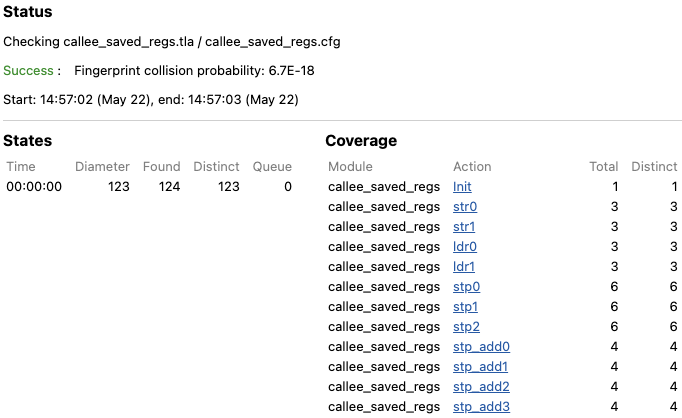 Status
Checking callee_saved_regs.tla / callee_saved_regs.cfg
Success : Fingerprint collision probability: 6.7E-18
Start: 14:57:02 (May 22), end: 14:57:03 (May 22)
States
Time Diameter Found Distinct Queue
00:00:00 123 124 123 0
Coverage
Module Action Total Distinct
callee_saved_regs Init 1 1
callee_saved_regs str0 3 3
callee_saved_regs str1 3 3
callee_saved_regs ldr0 3 3
callee_saved_regs ldr1 3 3
callee_saved_regs stp0 6 6
callee_saved_regs stp1 6 6
callee_saved_regs stp2 6 6
callee_saved_regs stp_add0 4 4
callee_saved_regs stp_add1 4 4
callee_saved_regs stp_add2 4 4
callee_saved_regs stp_add3 4 4